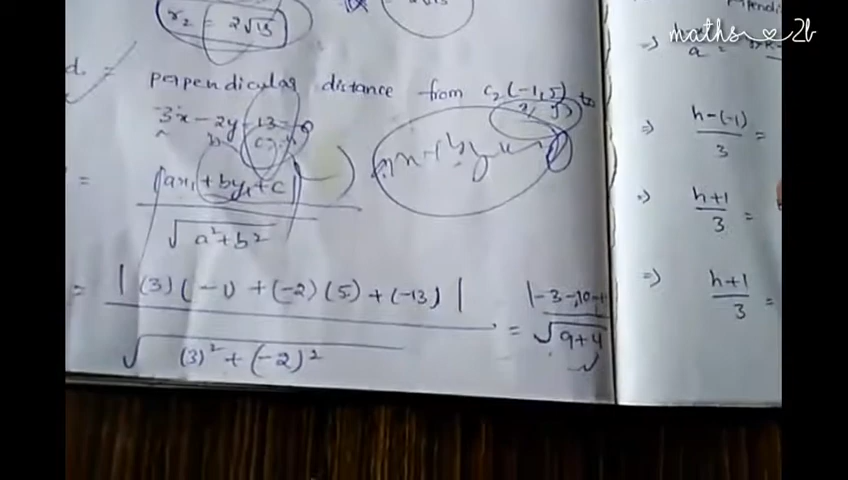 maths 2b
r₂ = 2√13
d =
perpendicular distance from C₂ (-1,5) to
3x - 2y - 13 = 0
= |ax₁ + by₁ + c|
√a²+b²
= | (3)(-1) + (-2)(5) + (-13) |
√(3)² + (-2)²
= |-3-10-1
√9+4
⇒ h-(-1)
3 =
⇒ h+1
3 =
⇒ h+1
3 =